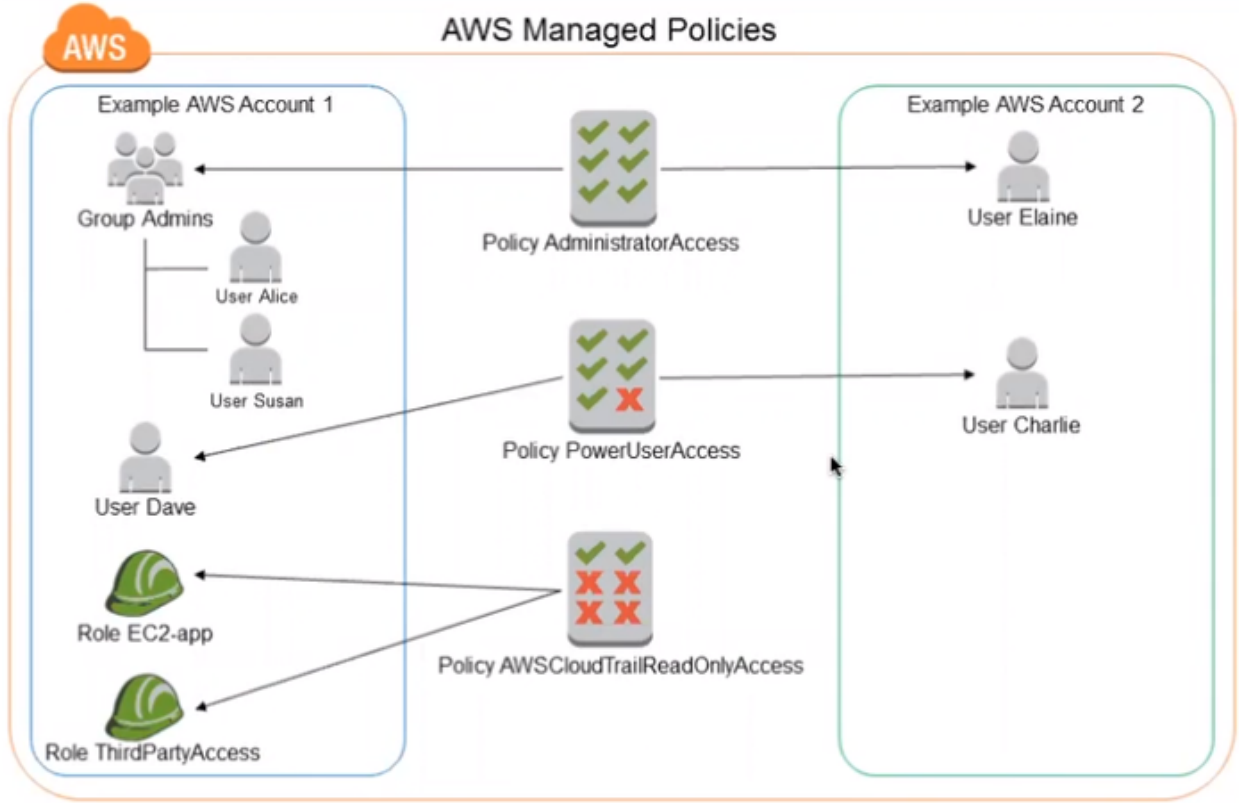 AWS Managed Policies
AWS
Example AWS Account 1
Example AWS Account 2
Group Admins
User Alice
User Susan
User Dave
Role EC2-app
Role ThirdPartyAccess
Policy AdministratorAccess
Policy PowerUserAccess
Policy AWSCloudTrailReadOnlyAccess
User Elaine
User Charlie